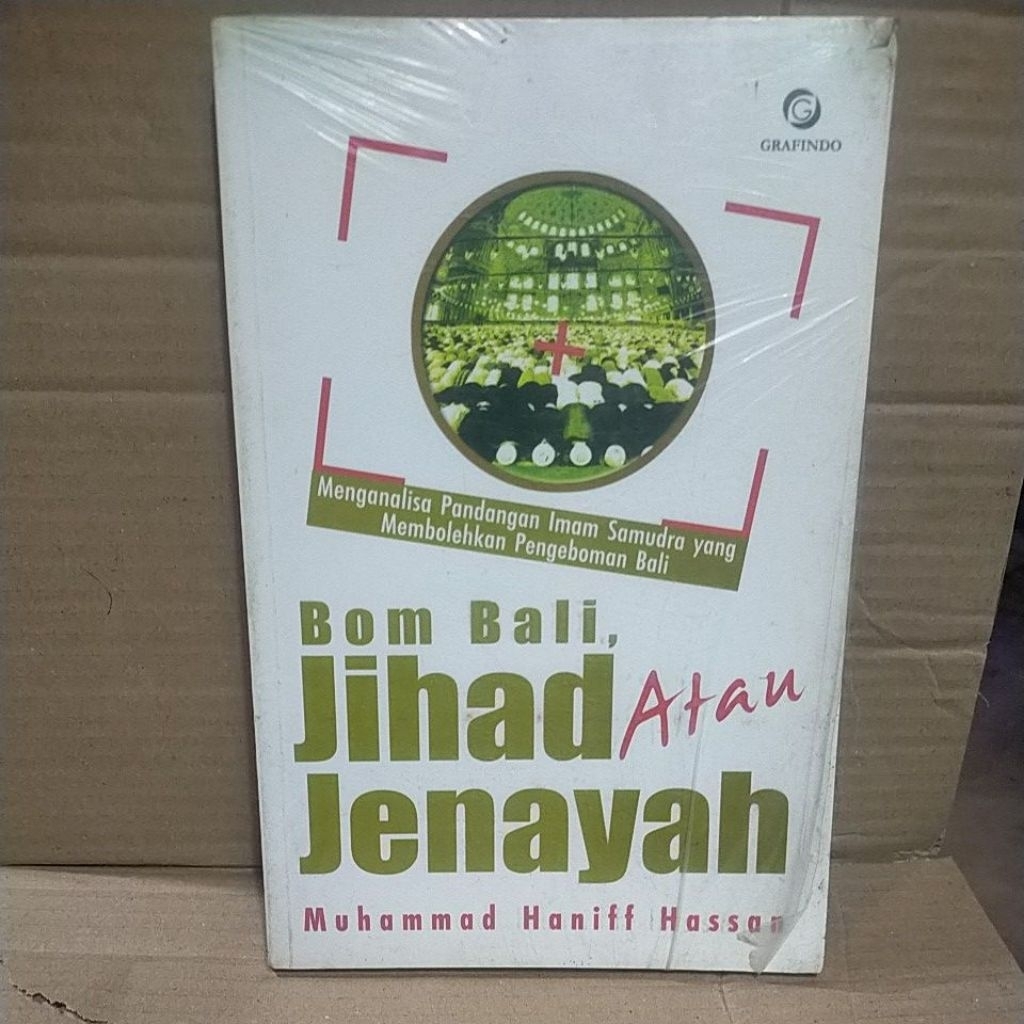 GRAFINDO
Menganalisa Pandangan Imam Samudra yang
Membolehkan Pengeboman Bali
Bom Bali,
Jihad Atau
Jenayah
Muhammad Haniff Hassan